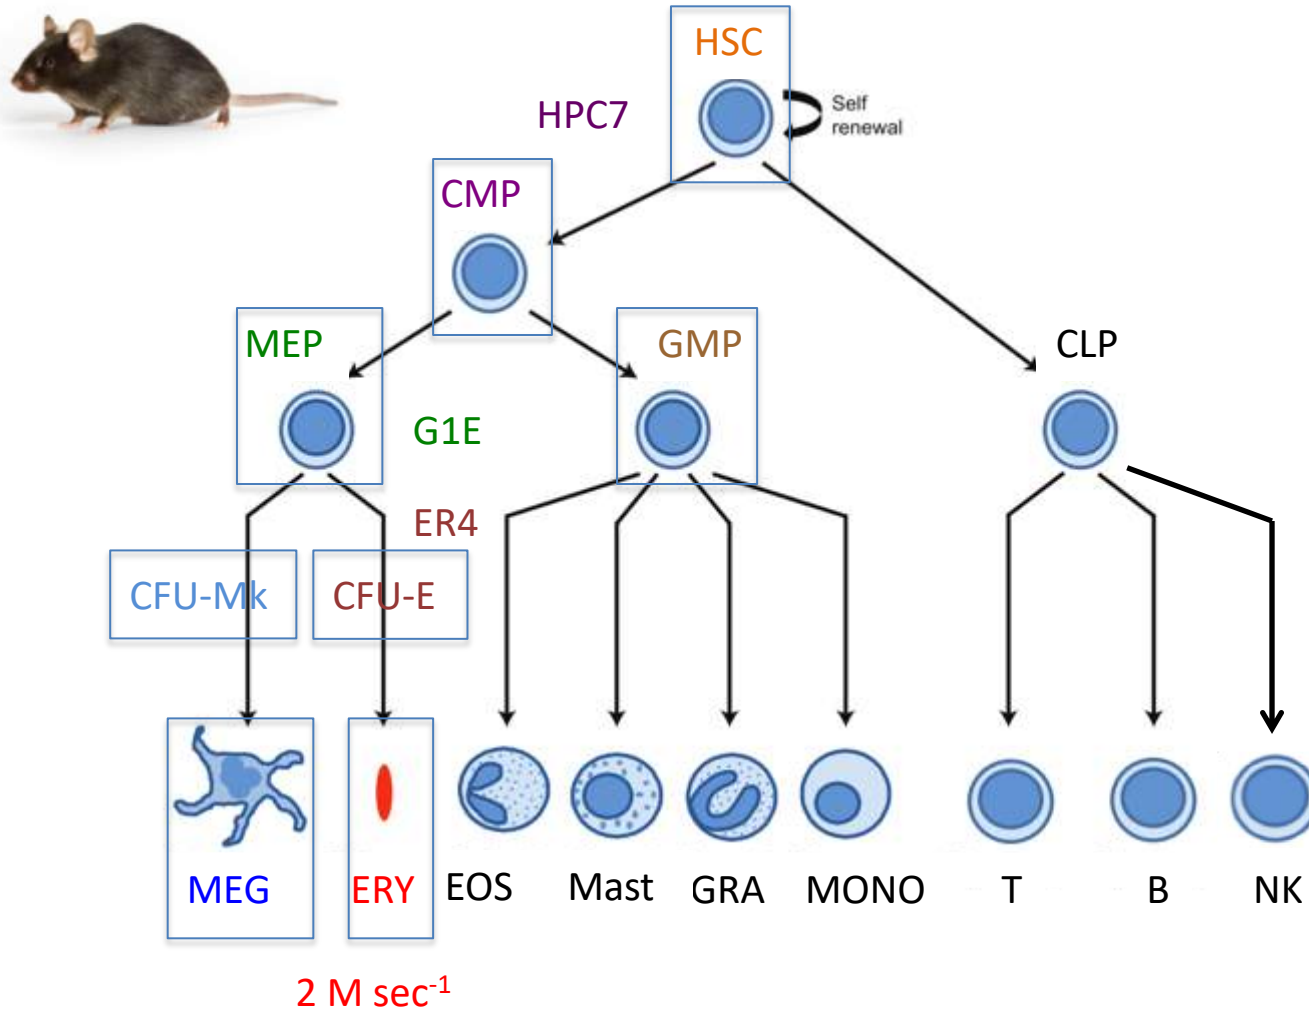 HSC
HPC7
Self
renewal
CMP
MEP
GMP
CLP
G1E
ER4
CFU-Mk
CFU-E
MEG
ERY
EOS
Mast
GRA
MONO
T
B
NK
2 M sec⁻¹